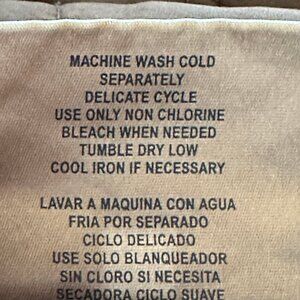 MACHINE WASH COLD
SEPARATELY
DELICATE CYCLE
USE ONLY NON CHLORINE
BLEACH WHEN NEEDED
TUMBLE DRY LOW
COOL IRON IF NECESSARY
LAVAR A MAQUINA CON AGUA
FRIA POR SEPARADO
CICLO DELICADO
USE SOLO BLANQUEADOR
SIN CLORO SI NECESITA
SECADORA CICLO SUAVE